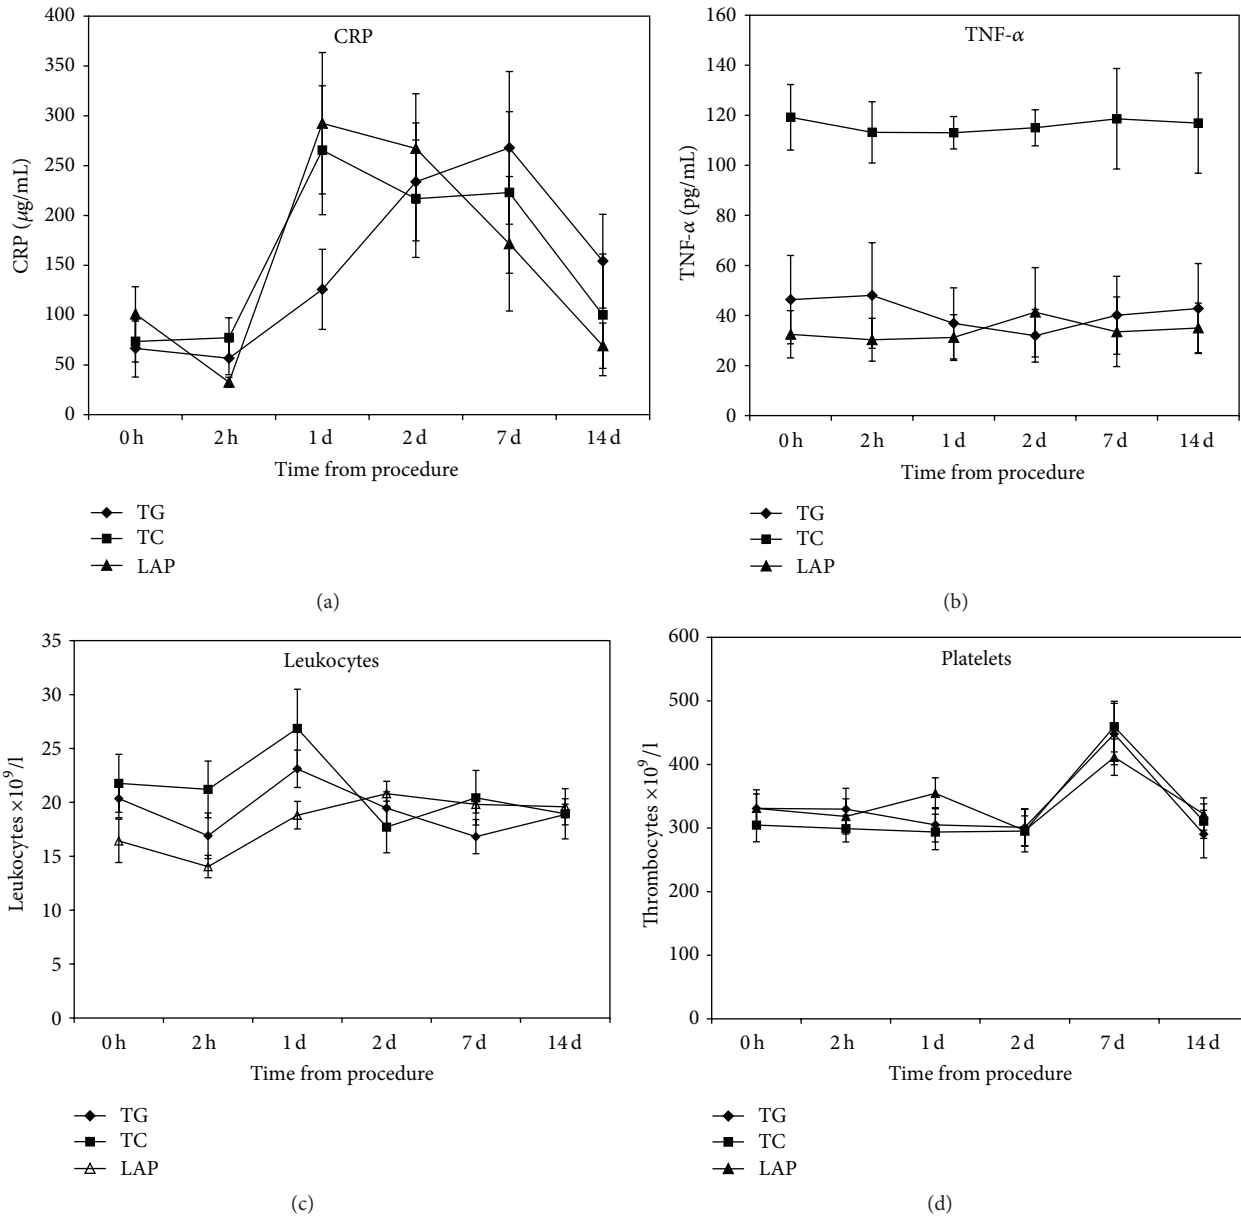 CRP
CRP (μg/mL)
400
350
300
250
200
150
100
50
0
0 h 2 h 1 d 2 d 7 d 14 d
Time from procedure
TG
TC
LAP
(a)
TNF-α
TNF-α (pg/mL)
160
140
120
100
80
60
40
20
0
0 h 2 h 1 d 2 d 7 d 14 d
Time from procedure
TG
TC
LAP
(b)
Leukocytes
Leukocytes ×10⁹/l
35
30
25
20
15
10
5
0
0 h 2 h 1 d 2 d 7 d 14 d
Time from procedure
TG
TC
LAP
(c)
Platelets
Thrombocytes ×10⁹/l
600
500
400
300
200
100
0
0 h 2 h 1 d 2 d 7 d 14 d
Time from procedure
TG
TC
LAP
(d)